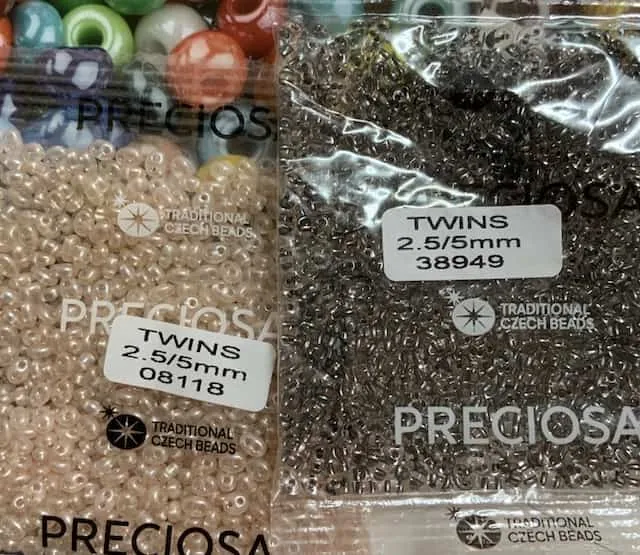 PRECIOSA
TRADITIONAL
CZECH BEADS
PRECIOSA
TWINS
2.5/5mm
08118
TRADITIONAL
CZECH BEADS
PRECIOSA
CIOSA
TWINS
2.5/5mm
38949
TRADITIONAL
CZECH BEADS
PRECIOSA
TRADITIONAL
CZECH BEADS